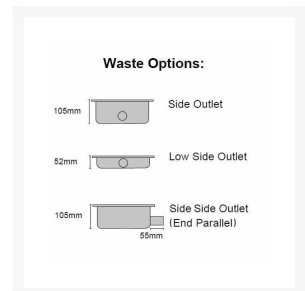 Waste Options:
105mm
Side Outlet
52mm
Low Side Outlet
105mm
Side Side Outlet
(End Parallel)
55mm